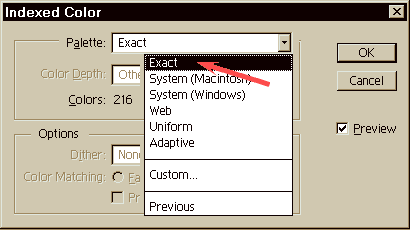 Indexed Color
Palette: Exact
OK
Exact
System (Macintosh)
System (Windows)
Web
Uniform
Adaptive
Custom...
Previous
Color Depth: Othe
Colors: 216
Cancel
Preview
Options
Dither: None
Color Matching: Fa
Pr